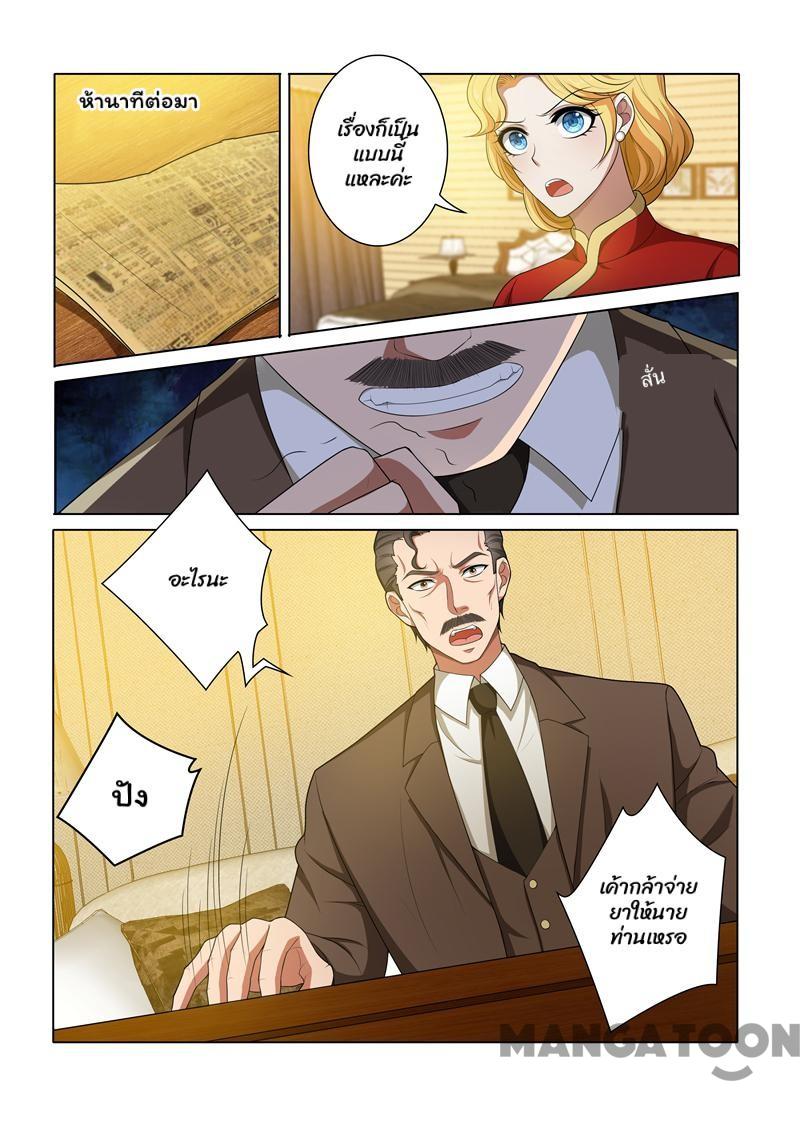 ห้านาทีต่อมา
เรื่องก็เป็น
แบบนี้
แหละค่ะ
สั่น
อะไรนะ
ปัง
เค้ากล้าจ่าย
ยาให้นาย
ท่านเหรอ
MANGATOON